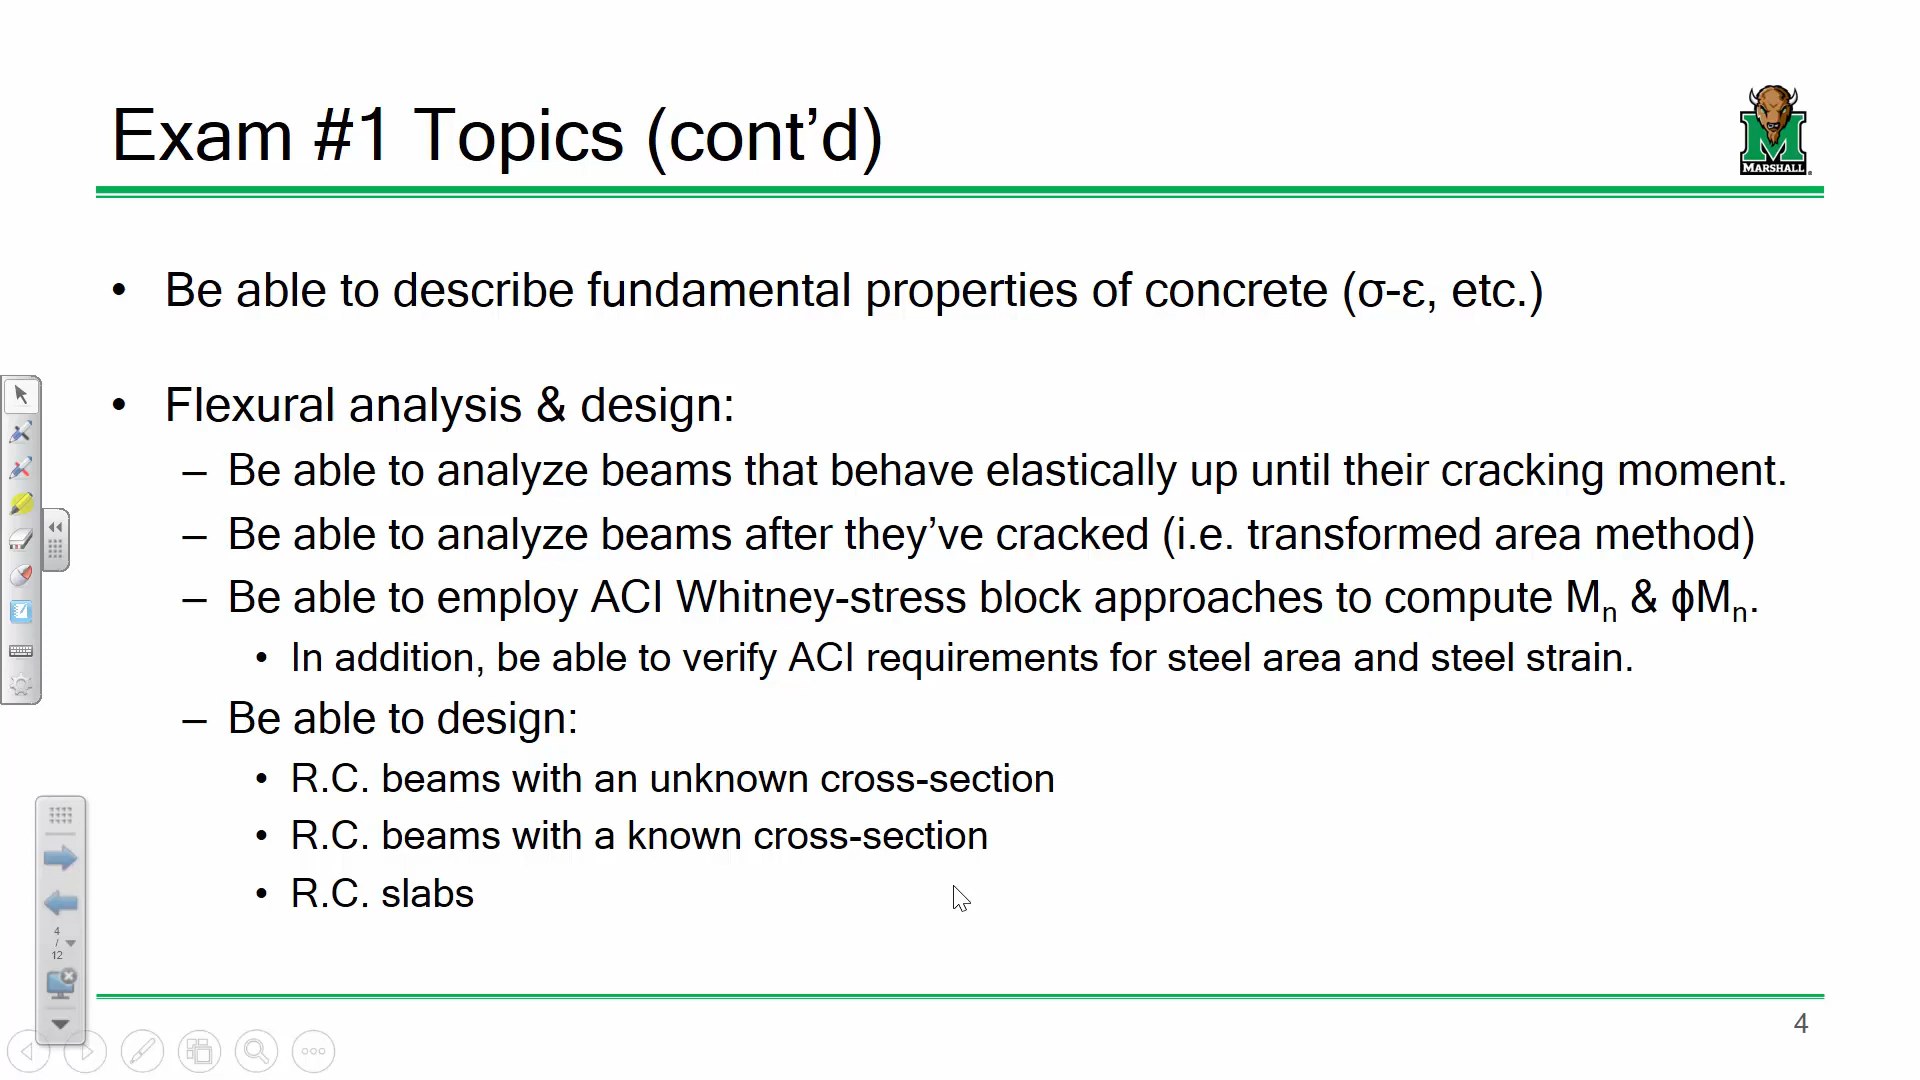 Exam #1 Topics (cont’d)
MARSHALL
• Be able to describe fundamental properties of concrete (σ-ε, etc.)
• Flexural analysis & design:
– Be able to analyze beams that behave elastically up until their cracking moment.
– Be able to analyze beams after they’ve cracked (i.e. transformed area method)
– Be able to employ ACI Whitney-stress block approaches to compute Mn & ϕMn.
• In addition, be able to verify ACI requirements for steel area and steel strain.
– Be able to design:
• R.C. beams with an unknown cross-section
• R.C. beams with a known cross-section
• R.C. slabs
4
/
12
4